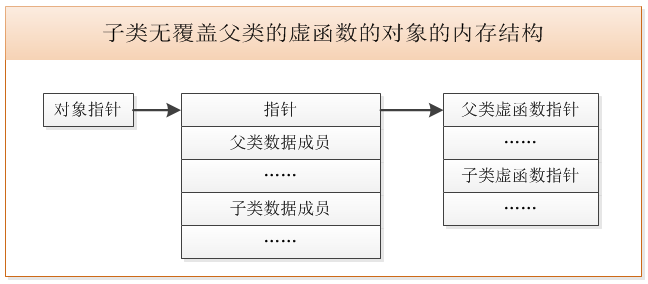 子类无覆盖父类的虚函数的对象的内存结构
对象指针
指针
父类数据成员
……
子类数据成员
……
父类虚函数指针
……
子类虚函数指针
……